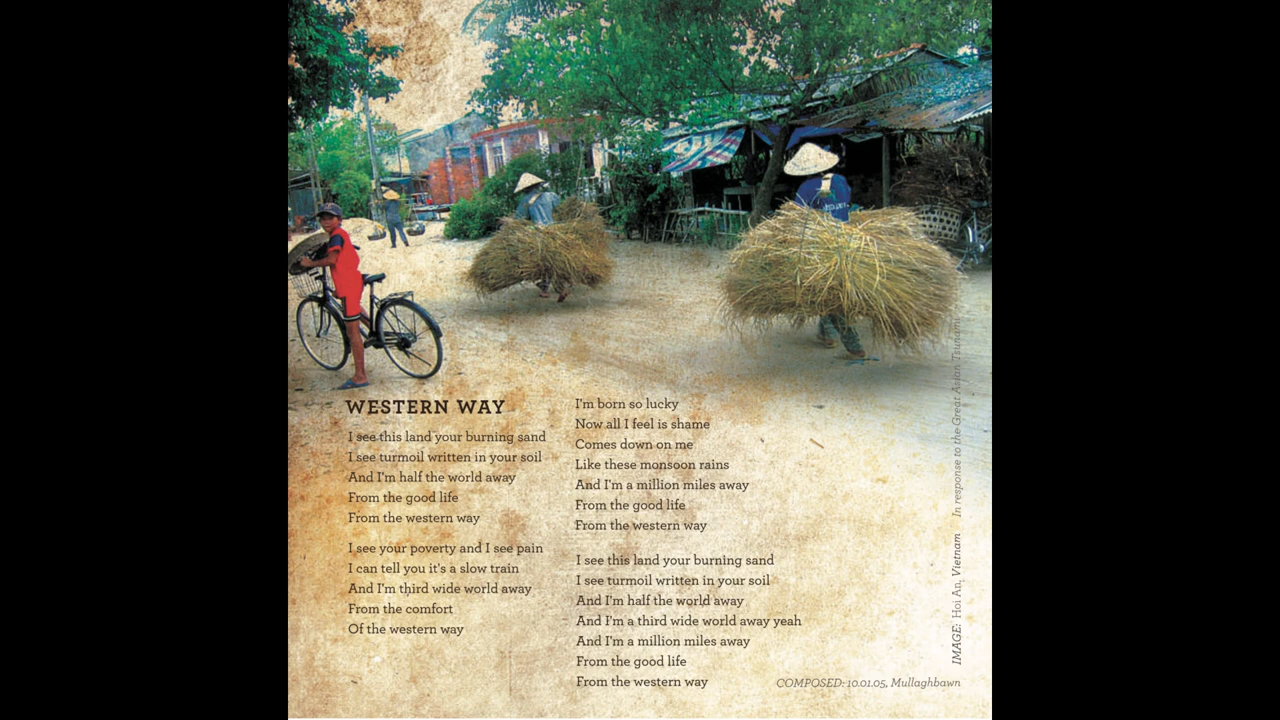 WESTERN WAY
I see this land your burning sand
I see turmoil written in your soil
And I'm half the world away
From the good life
From the western way
I see your poverty and I see pain
I can tell you it's a slow train
And I'm third wide world away
From the comfort
Of the western way
I'm born so lucky
Now all I feel is shame
Comes down on me
Like these monsoon rains
And I'm a million miles away
From the good life
From the western way
I see this land your burning sand
I see turmoil written in your soil
And I'm half the world away
And I'm a third wide world away yeah
And I'm a million miles away
From the good life
From the western way
COMPOSED: 10.01.05, Mullaghbawn
IMAGE: Hoi An, Vietnam In response to the Great Asian Tsunami